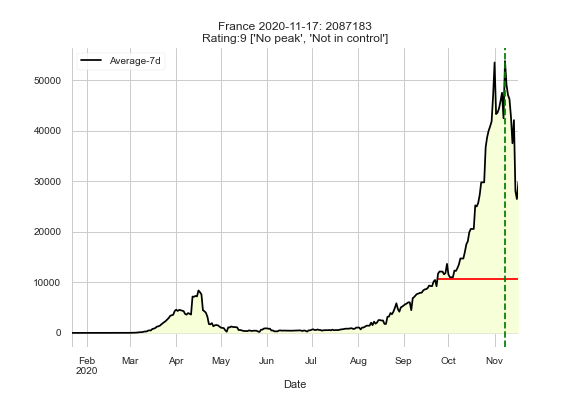 France 2020-11-17: 2087183
Rating:9 ['No peak', 'Not in control']
Average-7d
50000
40000
30000
20000
10000
0
Feb Mar Apr May Jun Jul Aug Sep Oct Nov
2020
Date